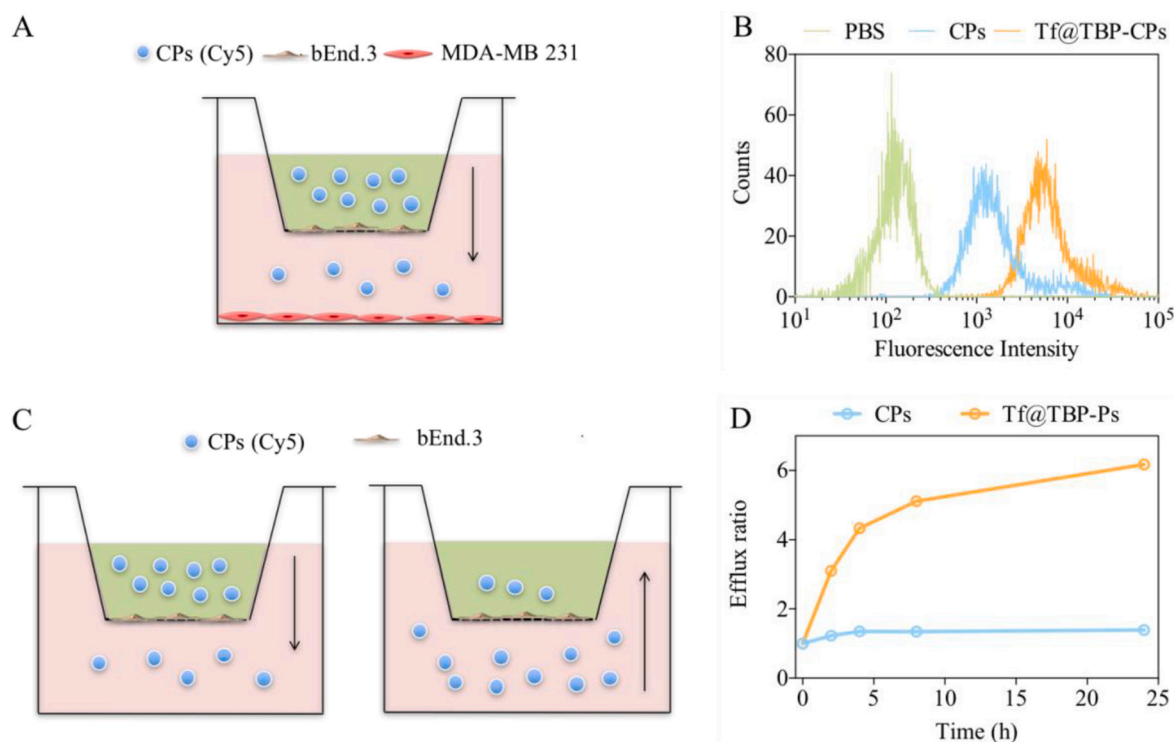 A
CPs (Cy5) bEnd.3 MDA-MB 231
B
PBS CPs Tf@TBP-CPs
80
60
40
20
0
Counts
10¹ 10² 10³ 10⁴ 10⁵
Fluorescence Intensity
C
CPs (Cy5) bEnd.3
D
CPs Tf@TBP-Ps
6
4
2
0
Efflux ratio
0 5 10 15 20 25
Time (h)